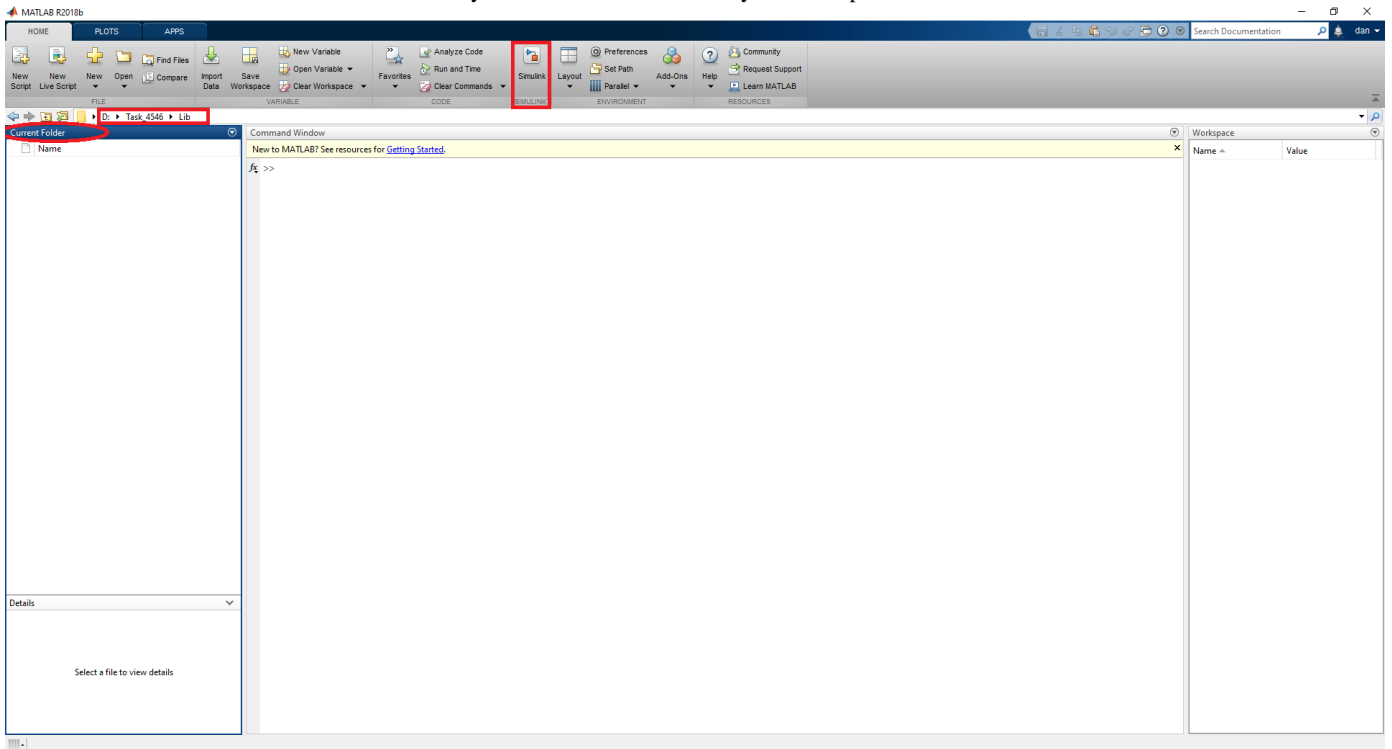 MATLAB R2018b
HOME PLOTS APPS
Search Documentation
dan
New Script
New Live Script
New
Open
Find Files
Compare
Import Data
Save Workspace
New Variable
Open Variable
Clear Workspace
Favorites
Analyze Code
Run and Time
Clear Commands
Simulink
Layout
Preferences
Set Path
Parallel
Add-Ons
Help
Community
Request Support
Learn MATLAB
FILE VARIABLE CODE SIMULINK ENVIRONMENT RESOURCES
D: Task_4546 Lib
Current Folder
Name
Command Window
New to MATLAB? See resources for Getting Started.
fx >>
Workspace
Name Value
Details
Select a file to view details